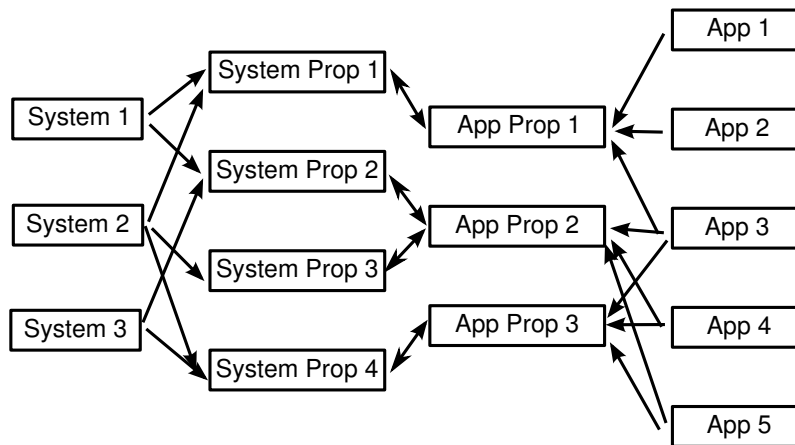 System 1
System 2
System 3
System Prop 1
System Prop 2
System Prop 3
System Prop 4
App Prop 1
App Prop 2
App Prop 3
App 1
App 2
App 3
App 4
App 5